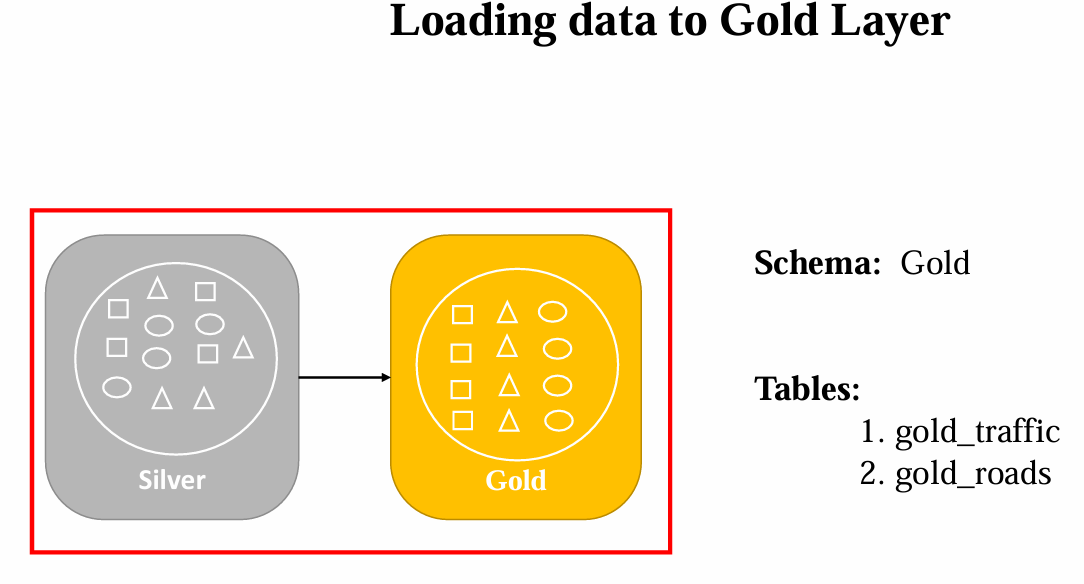 Loading data to Gold Layer
Silver
Gold
Schema: Gold
Tables:
1. gold_traffic
2. gold_roads